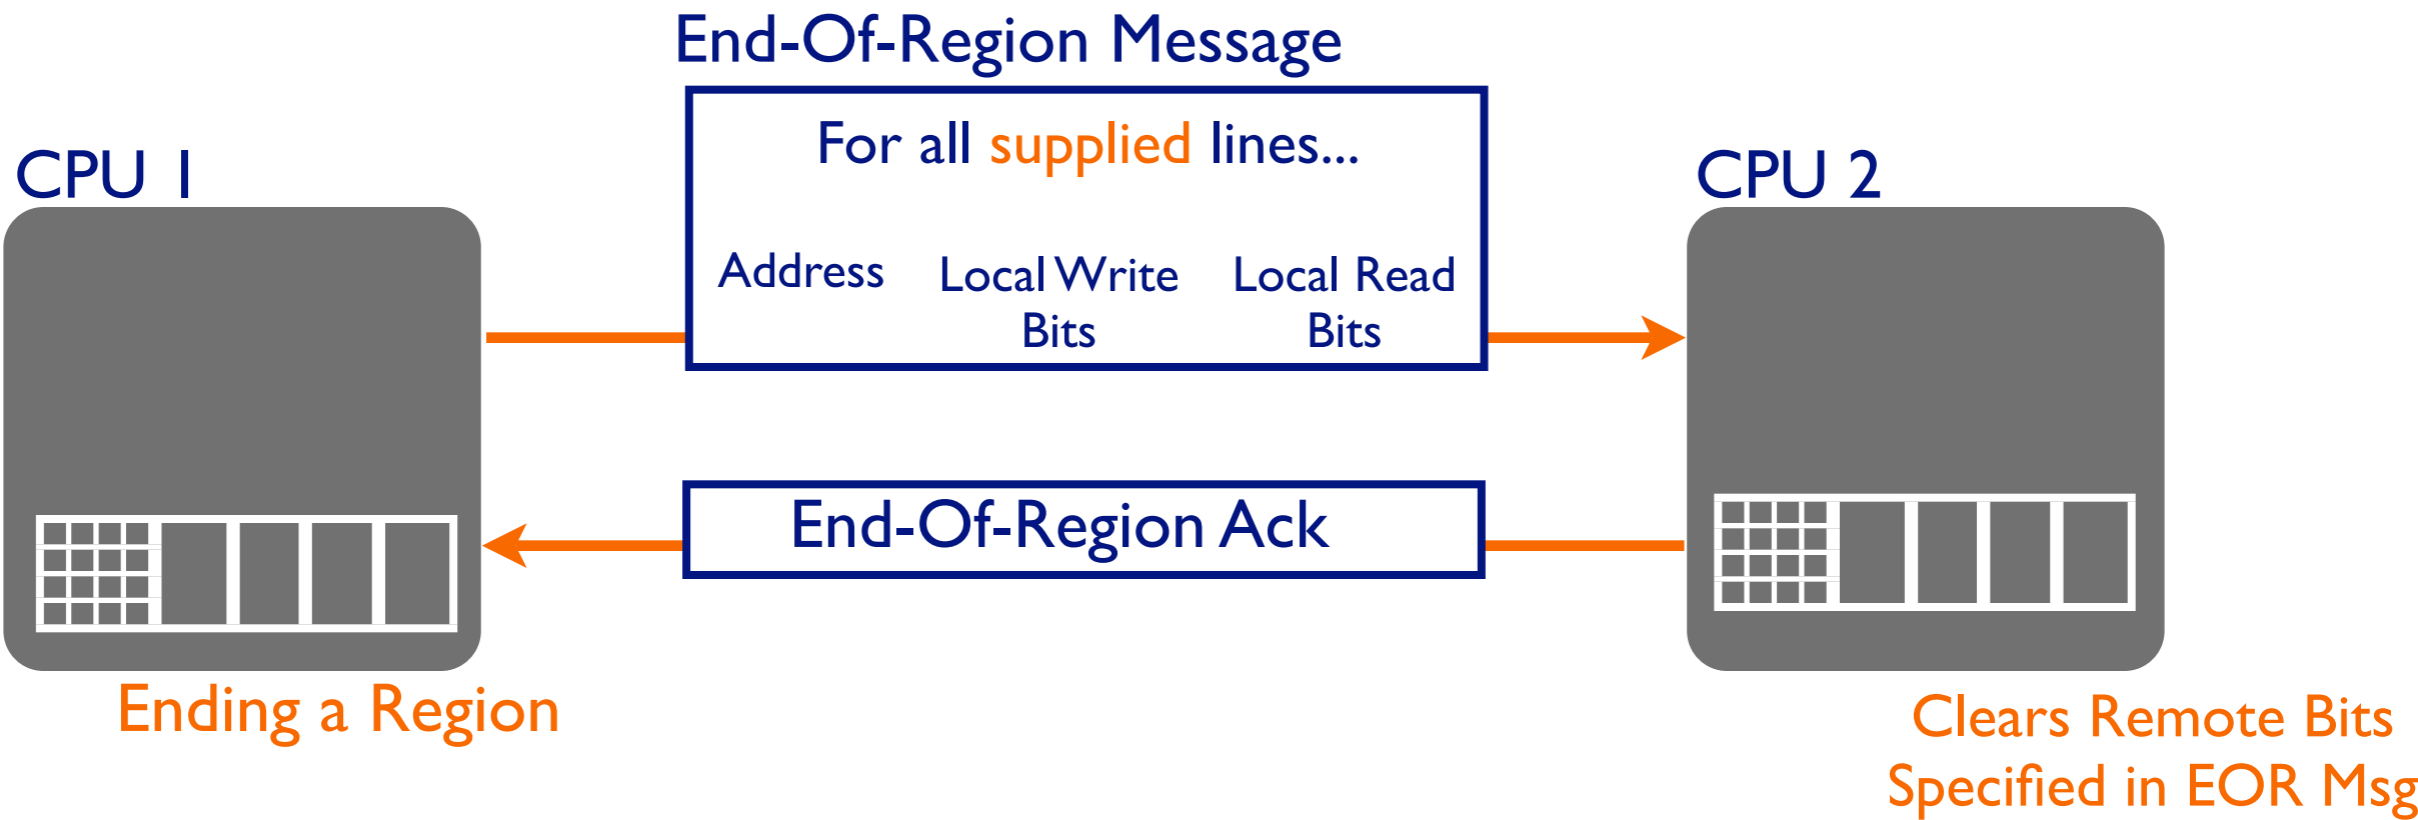 End-Of-Region Message
For all supplied lines...
CPU 1
CPU 2
Address
Local Write
Bits
Local Read
Bits
End-Of-Region Ack
Ending a Region
Clears Remote Bits
Specified in EOR Msg